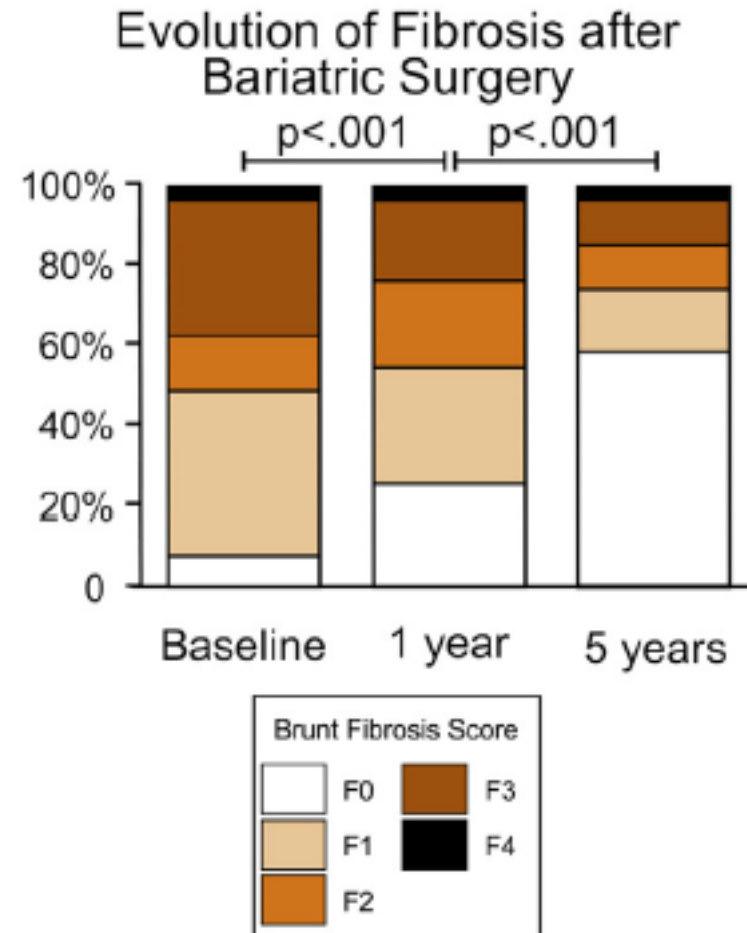 Evolution of Fibrosis after
Bariatric Surgery
p<.001 p<.001
100%
80%
60%
40%
20%
0
Baseline 1 year 5 years
Brunt Fibrosis Score
F0 F3
F1 F4
F2